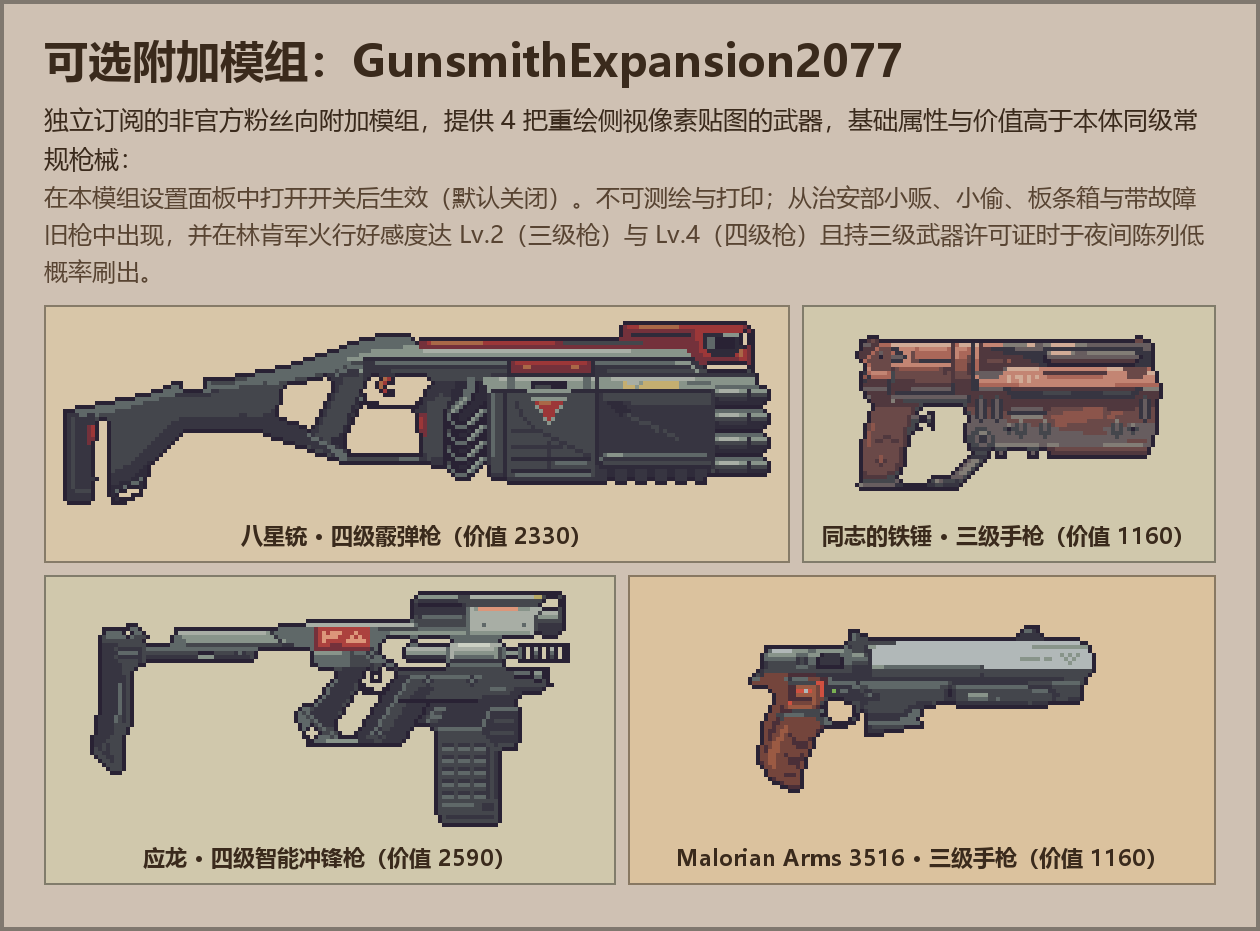 可选附加模组：GunsmithExpansion2077
独立订阅的非官方粉丝向附加模组，提供 4 把重绘侧视像素贴图的武器，基础属性与价值高于本体同级常
规枪械：
在本模组设置面板中打开开关后生效（默认关闭）。不可测绘与打印；从治安部小贩、小偷、板条箱与带故障
旧枪中出现，并在林肯军火行好感度达 Lv.2（三级枪）与 Lv.4（四级枪）且持三级武器许可证时于夜间阵列低
概率刷出。
八星铳 • 四级霰弹枪（价值 2330）
同志的铁锤 • 三级手枪（价值 1160）
应龙 • 四级智能冲锋枪（价值 2590）
Malorian Arms 3516 • 三级手枪（价值 1160）